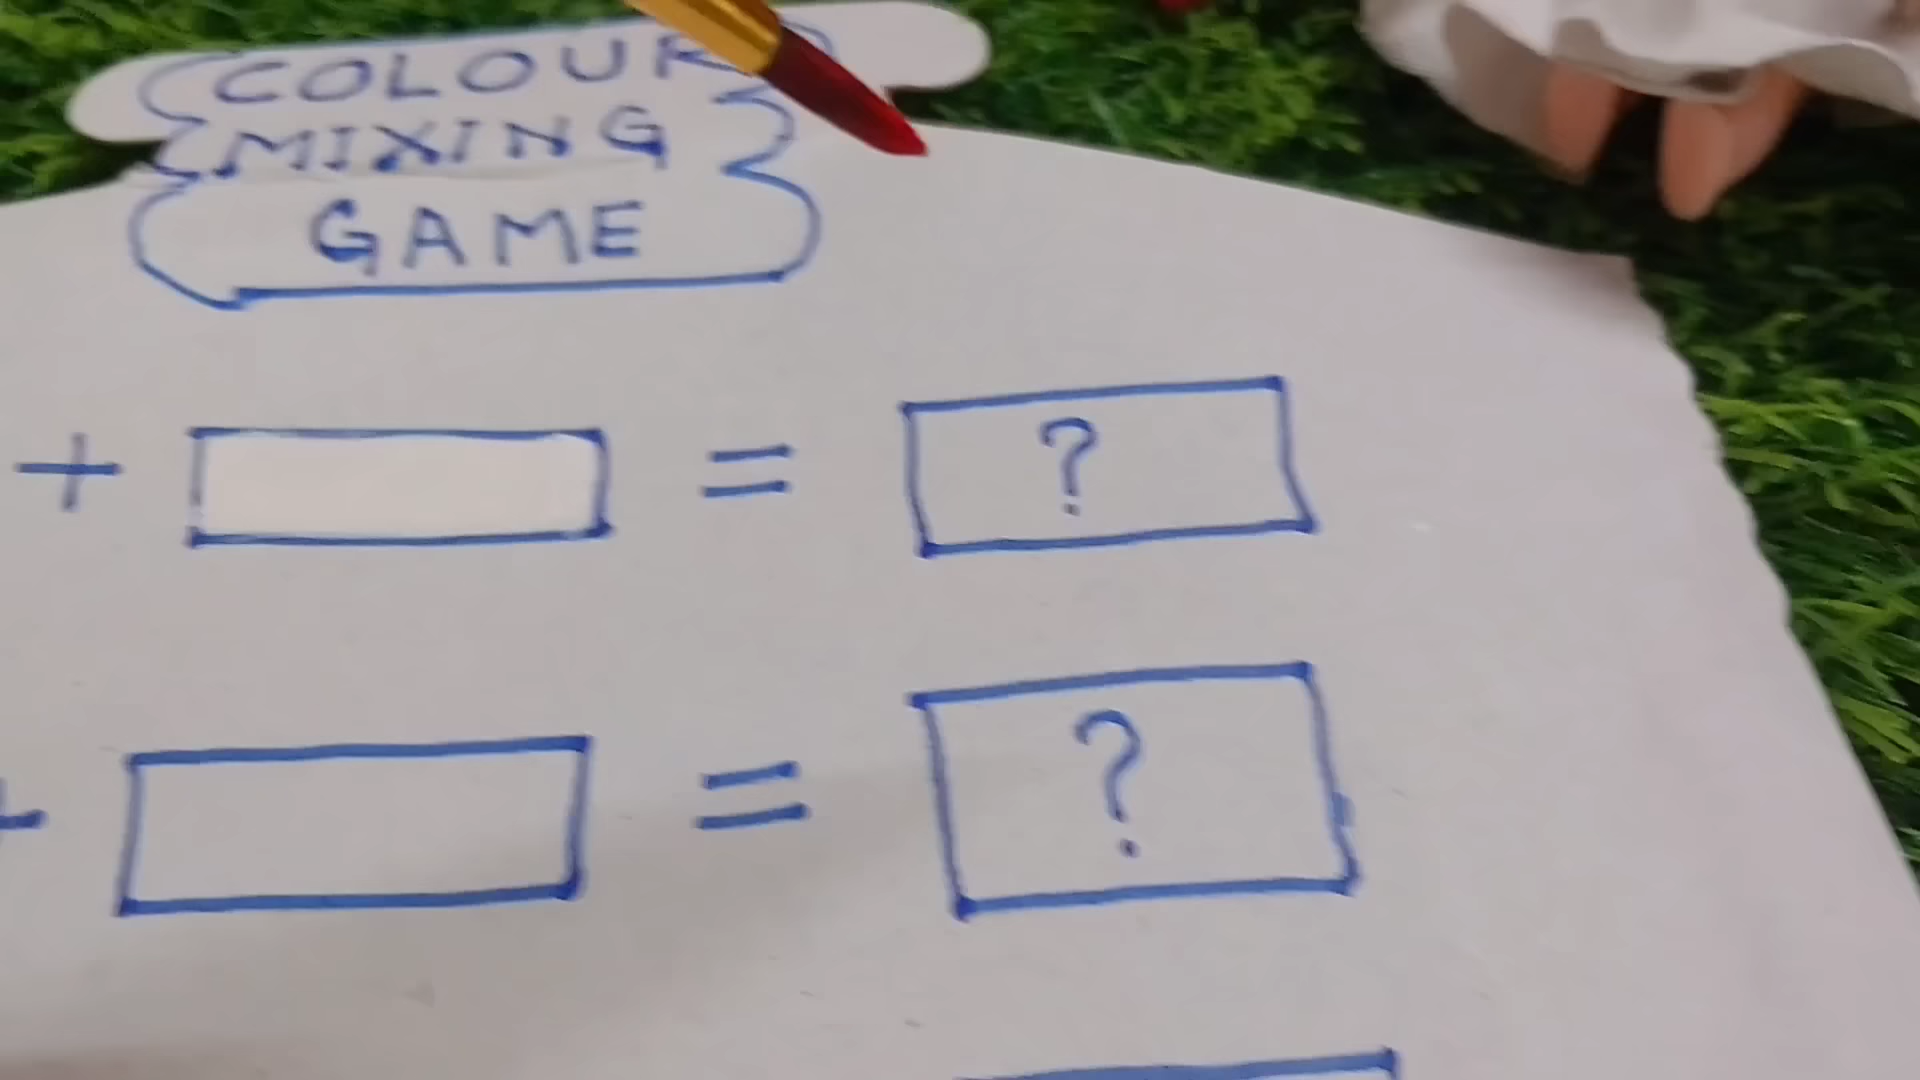 COLOUR
MIXING
GAME
+ = ?
+ = ?